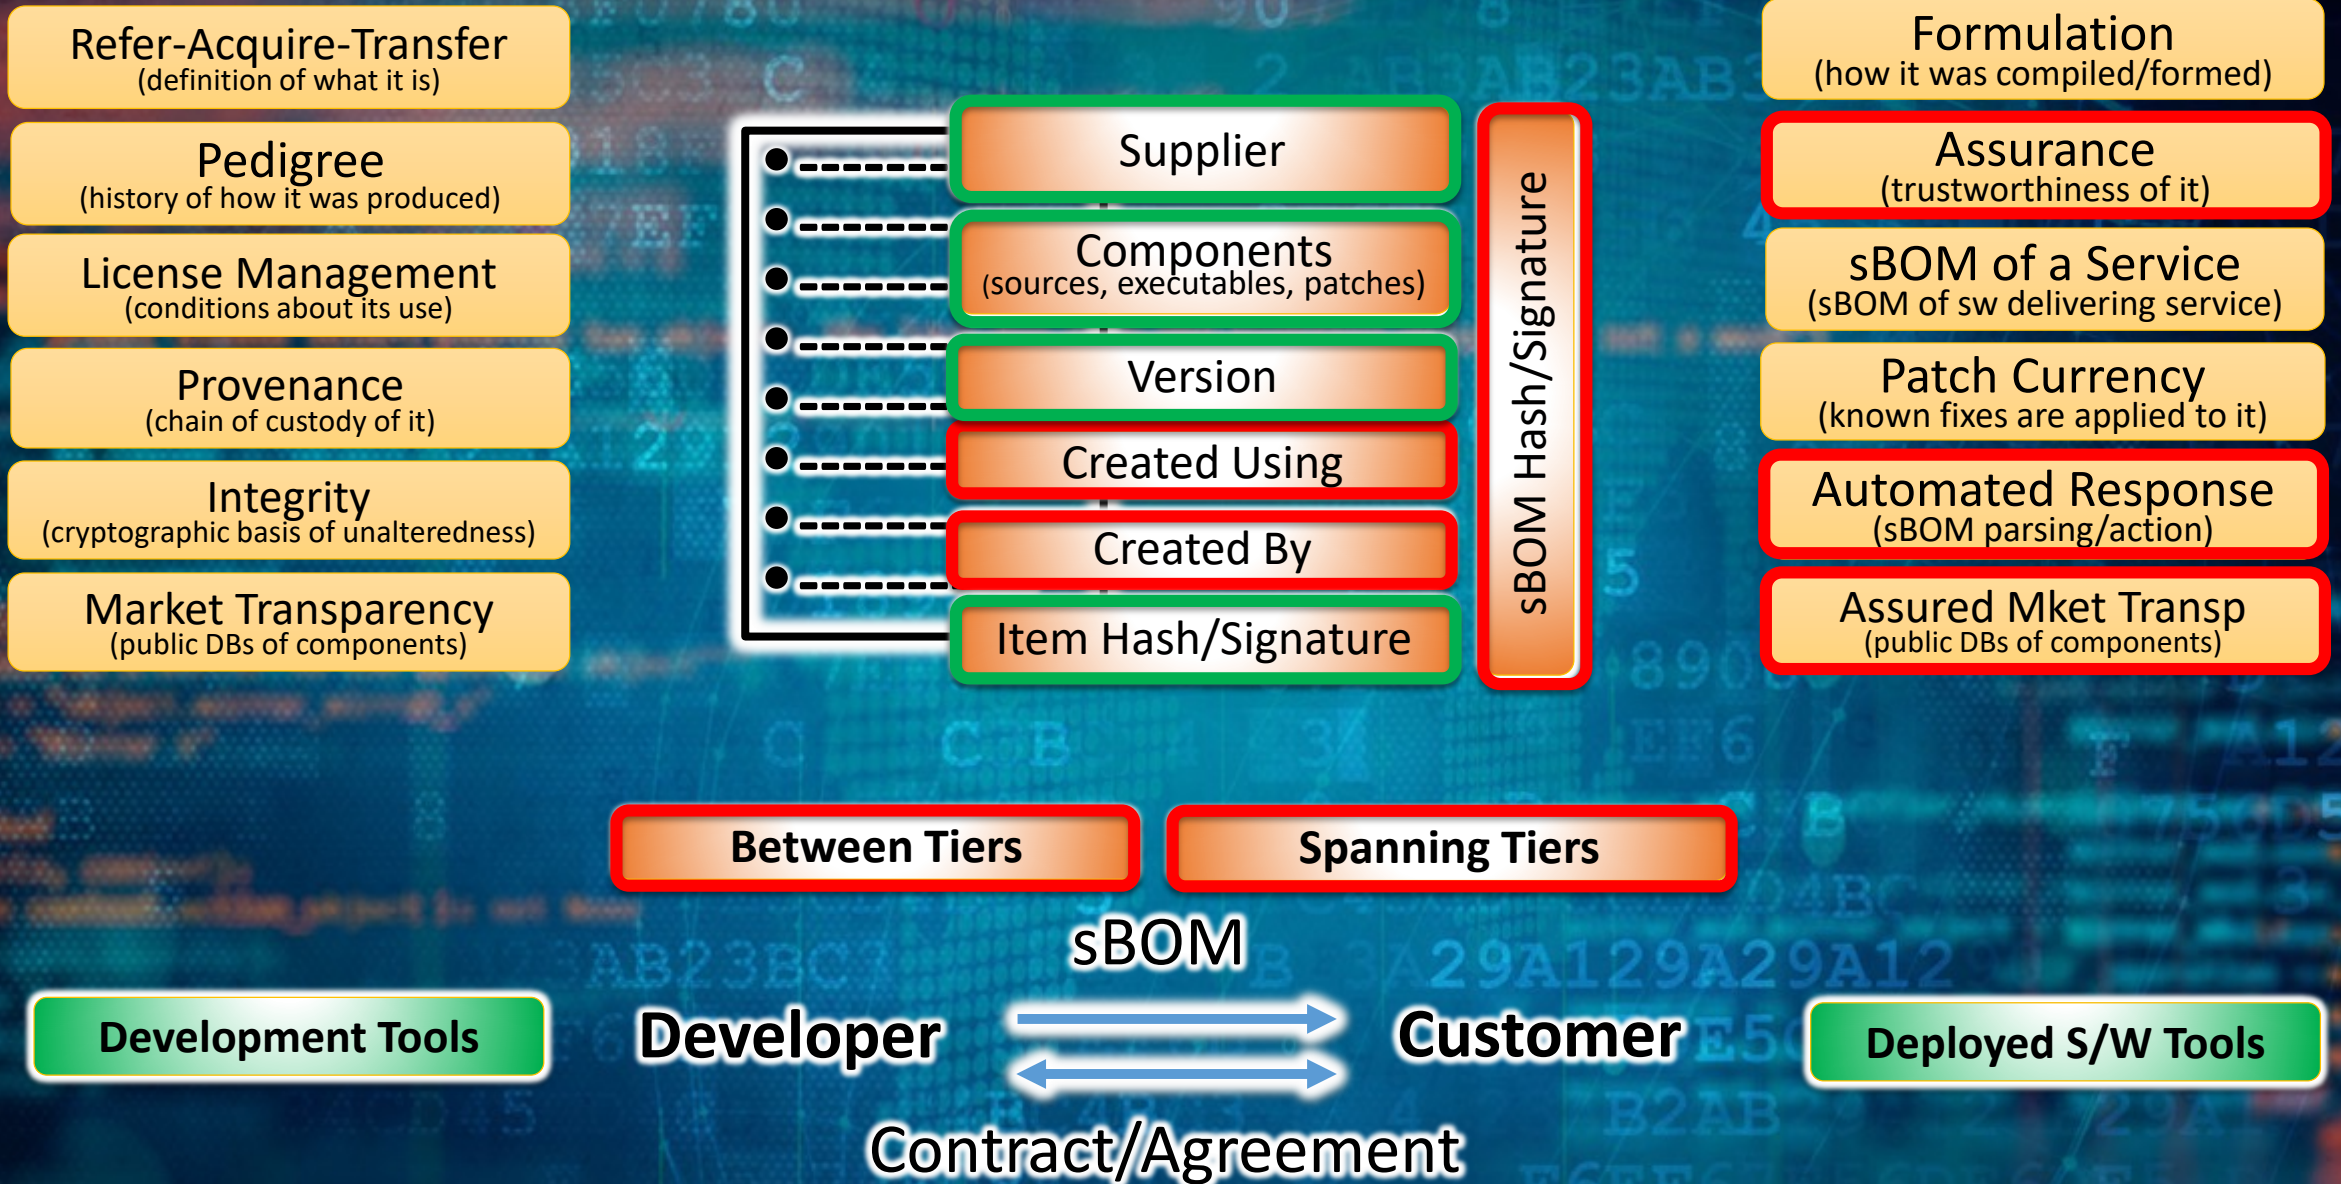 Refer-Acquire-Transfer
(definition of what it is)
Pedigree
(history of how it was produced)
License Management
(conditions about its use)
Provenance
(chain of custody of it)
Integrity
(cryptographic basis of unalteredness)
Market Transparency
(public DBs of components)
Supplier
Components
(sources, executables, patches)
Version
Created Using
Created By
Item Hash/Signature
sBOM Hash/Signature
Formulation
(how it was compiled/formed)
Assurance
(trustworthiness of it)
sBOM of a Service
(sBOM of sw delivering service)
Patch Currency
(known fixes are applied to it)
Automated Response
(sBOM parsing/action)
Assured Mket Transp
(public DBs of components)
Between Tiers
Spanning Tiers
sBOM
Development Tools
Developer
Customer
Deployed S/W Tools
Contract/Agreement